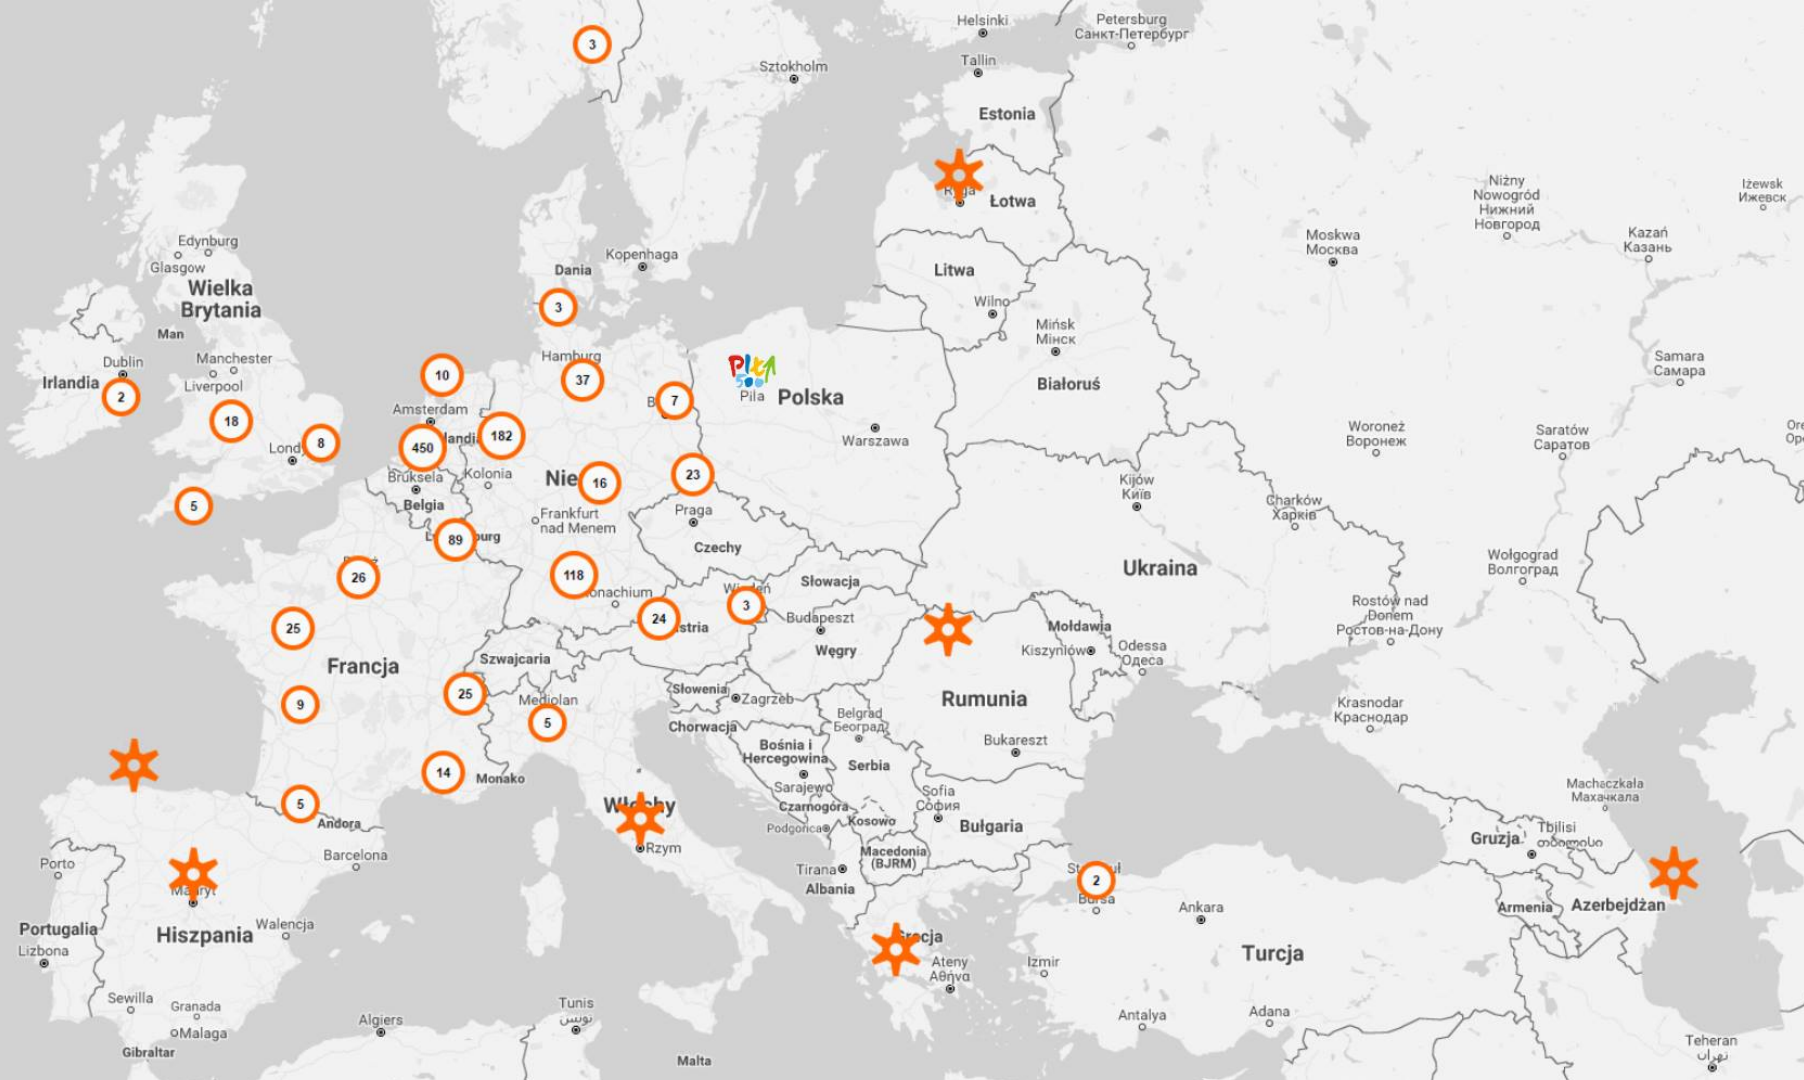 Helsinki
Petersburg
Санкт-Петербург
3
Sztokholm
Tallin
Estonia
Łotwa
Niżny
Nowogród
Нижний
Новгород
Iżewsk
Ижевск
Kazań
Казань
Moskwa
Москва
Edynburg
Glasgow
Wielka
Brytania
Kopenhaga
Dania
3
Litwa
Wilno
Mińsk
Мінск
Białoruś
Man
Dublin
Irlandia
2
Manchester
Liverpool
18
8
5
10
Amsterdam
450
182
Hamburg
37
7
Piła
500
Pila
Polska
Warszawa
Samara
Самара
Woroneż
Воронеж
Saratów
Саратов
Bruksela
Belgia
Kolonia
16
23
Praga
Frankfurt
nad Menem
Czechy
89
26
118
24
3
25
Francja
9
25
5
14
Monako
Andora
Szwajcaria
Mediolan
5
Słowacja
Budapeszt
Węgry
Słowenia
Zagrzeb
Chorwacja
Bośnia i
Hercegowina
Sarajewo
Belgrad
Београд
Serbia
Czarnogóra
Podgorica
Kosowo
Macedonia
(BJRM)
Tirana
Albania
Kijów
Київ
Charków
Харків
Ukraina
Wołgograd
Волгоград
Rostów nad
Donem
Ростов-на-Дону
Mołdawia
Kiszyniów
Odessa
Одеса
Rumunia
Bukareszt
Krasnodar
Краснодар
Sofia
София
Bułgaria
Machaczkała
Махачкала
Gruzja
Tbilisi
თბილისი
Armenia
Azerbejdżan
Włochy
Rzym
Porto
Portugalia
Lizbona
Barcelona
Walencja
Hiszpania
Sewilla
Granada
Malaga
Gibraltar
Algiers
Tunis
تونس
Malta
Ateny
Αθήνα
2
Bursa
Ankara
Izmir
Turcja
Antalya
Adana
Teheran
تهران